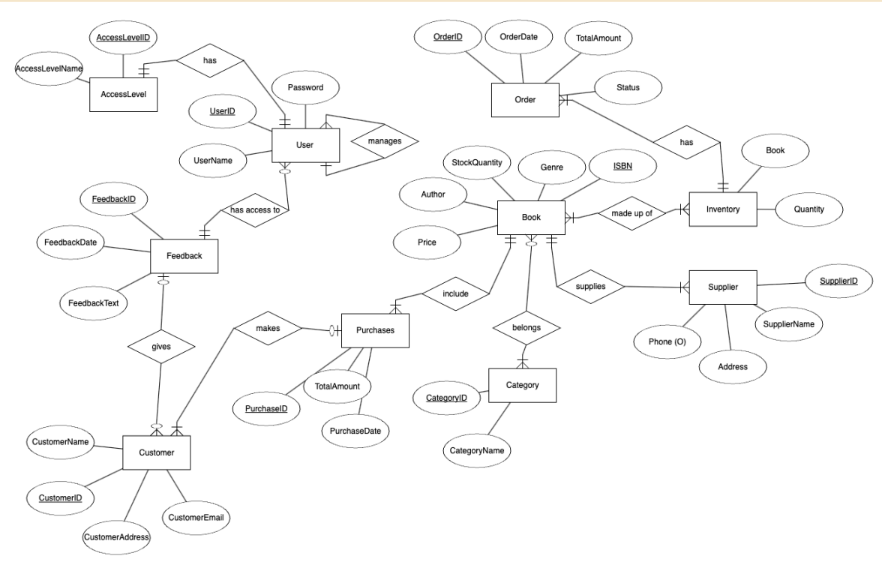 AccessLevelID
has
AccessLevelName
AccessLevel
Password
UserID
User
manages
UserName
FeedbackID
has access to
FeedbackDate
Feedback
FeedbackText
gives
makes
Purchases
include
TotalAmount
PurchaseID
PurchaseDate
CustomerName
Customer
CustomerID
CustomerEmail
CustomerAddress
OrderID
OrderDate
TotalAmount
Status
Order
has
Book
StockQuantity
Genre
ISBN
Author
Book
made up of
Inventory
Quantity
Price
supplies
Supplier
SupplierID
SupplierName
Phone (O)
Address
belongs
Category
CategoryID
CategoryName